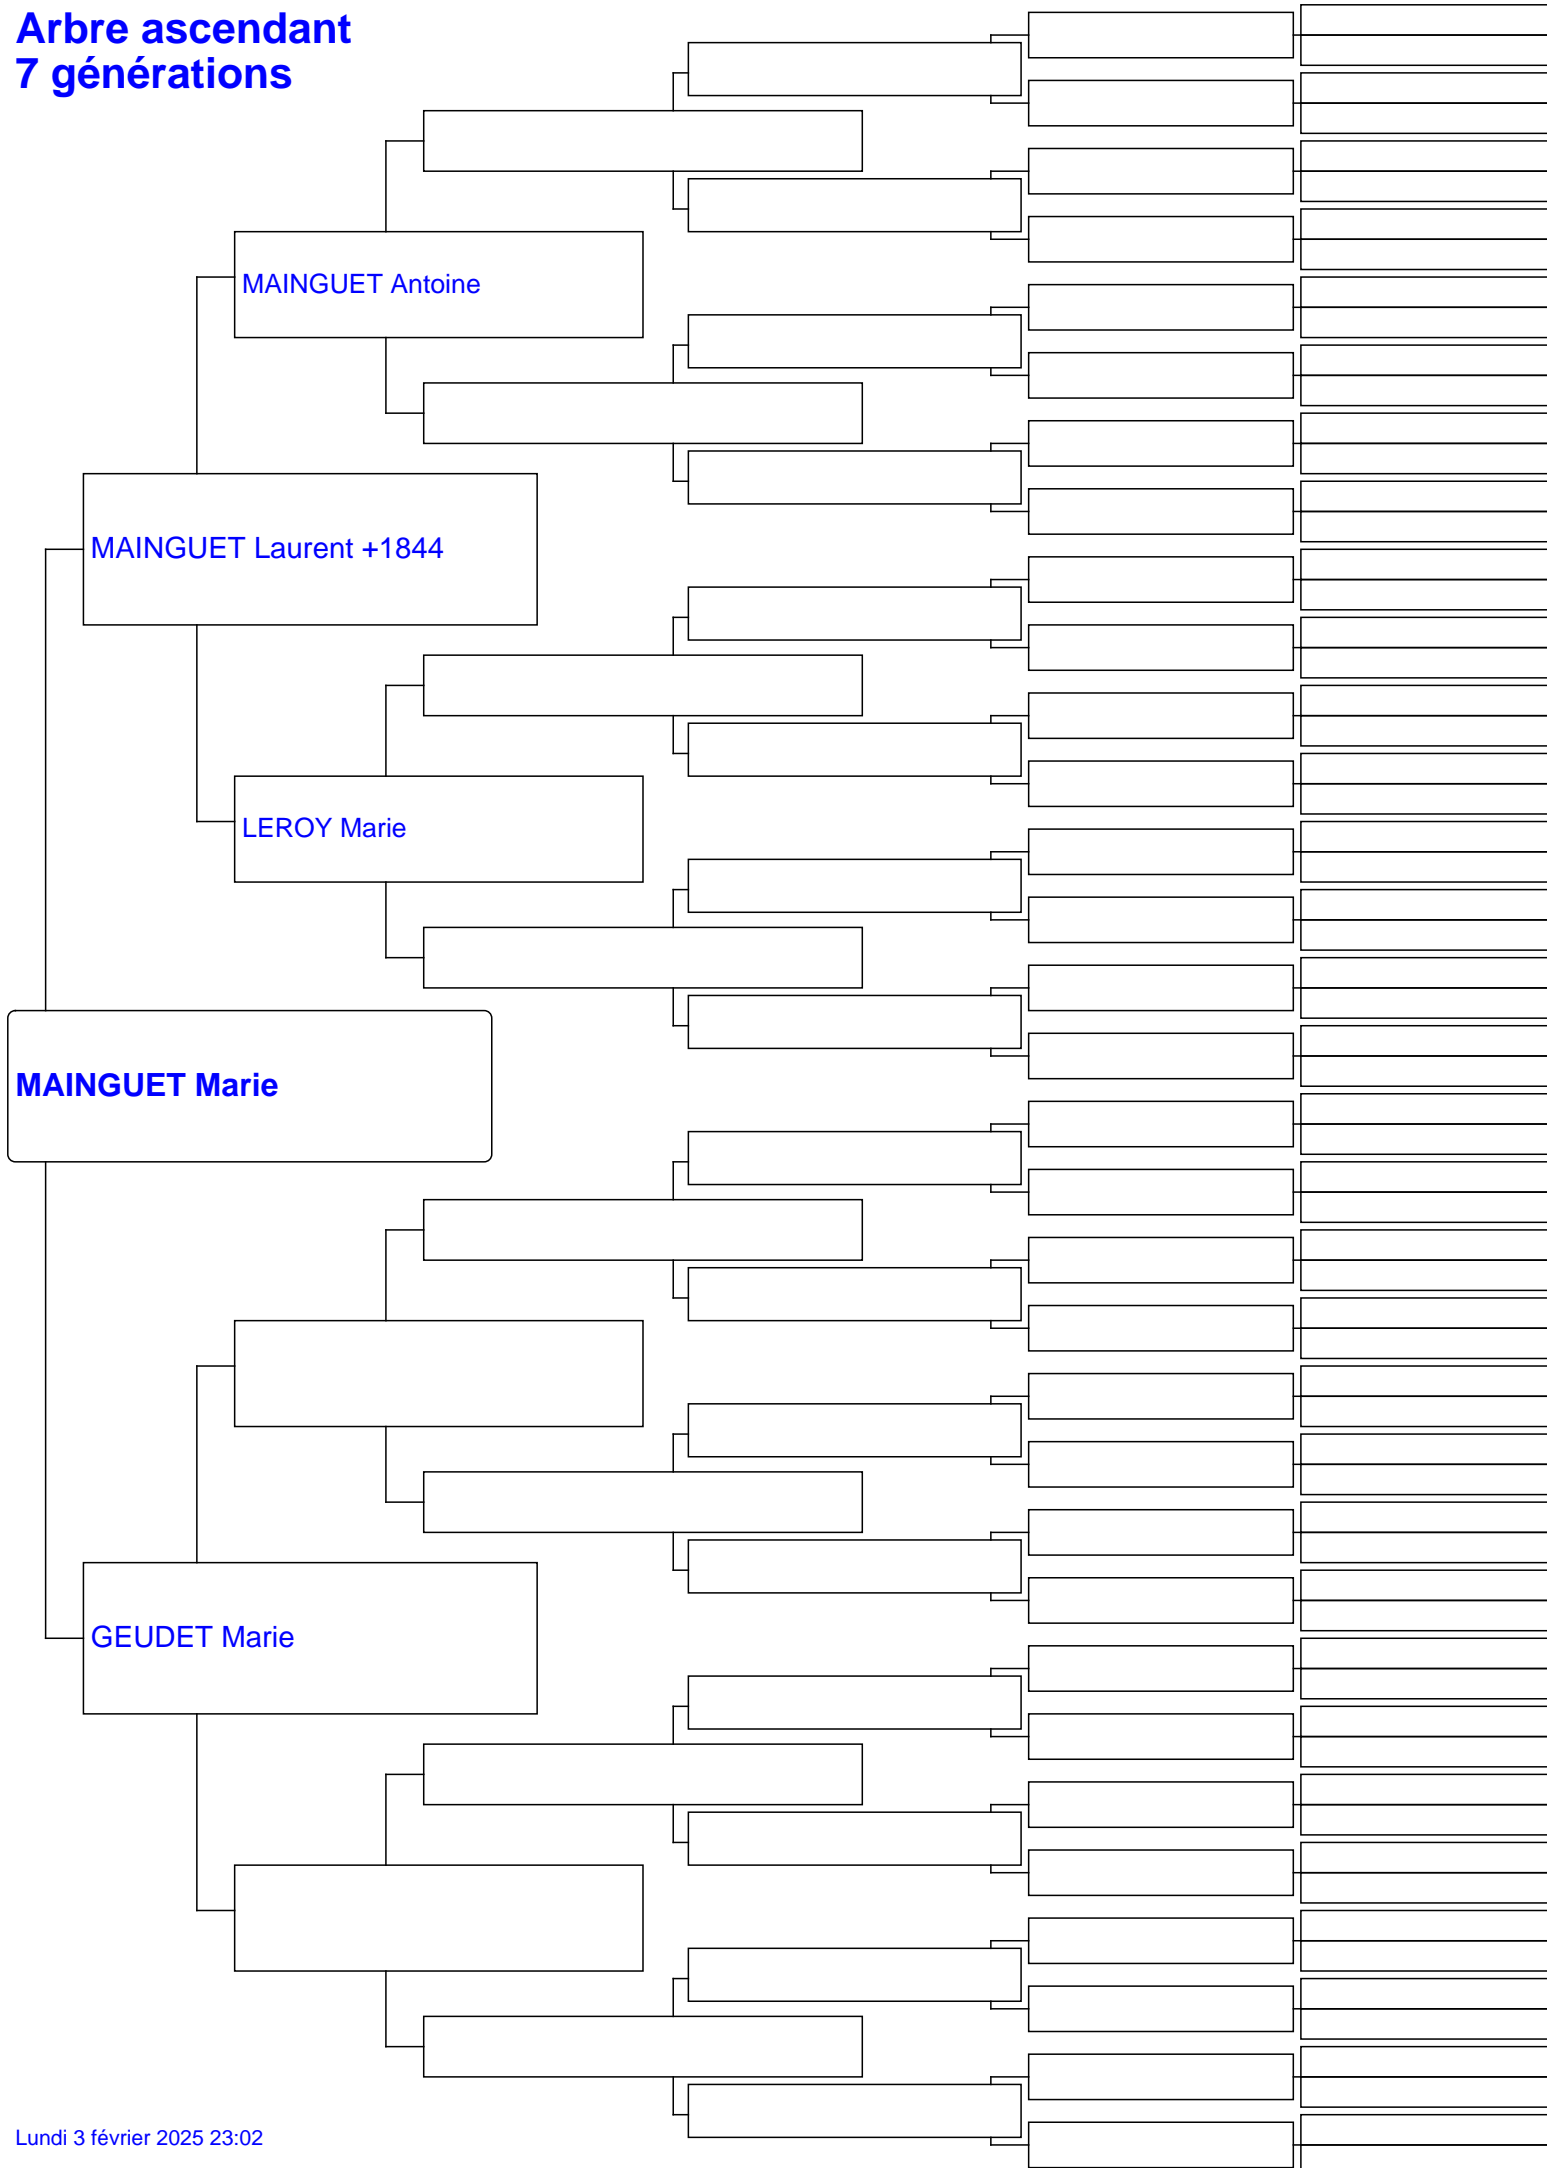 Arbre ascendant
7 générations
MAINGUET Antoine
MAINGUET Laurent +1844
LEROY Marie
MAINGUET Marie
GEUDET Marie
Lundi 3 février 2025 23:02